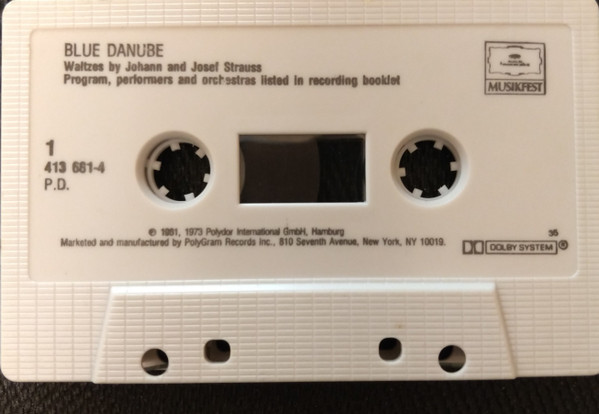 BLUE DANUBE
Waltzes by Johann and Josef Strauss
Program, performers and orchestras listed in recording booklet
MUSIKFEST
1
413 661-4
P.D.
℗ 1981, 1973 Polydor International GmbH, Hamburg
55
Marketed and manufactured by PolyGram Records Inc., 810 Seventh Avenue, New York, NY 10019.
DOLBY SYSTEM®